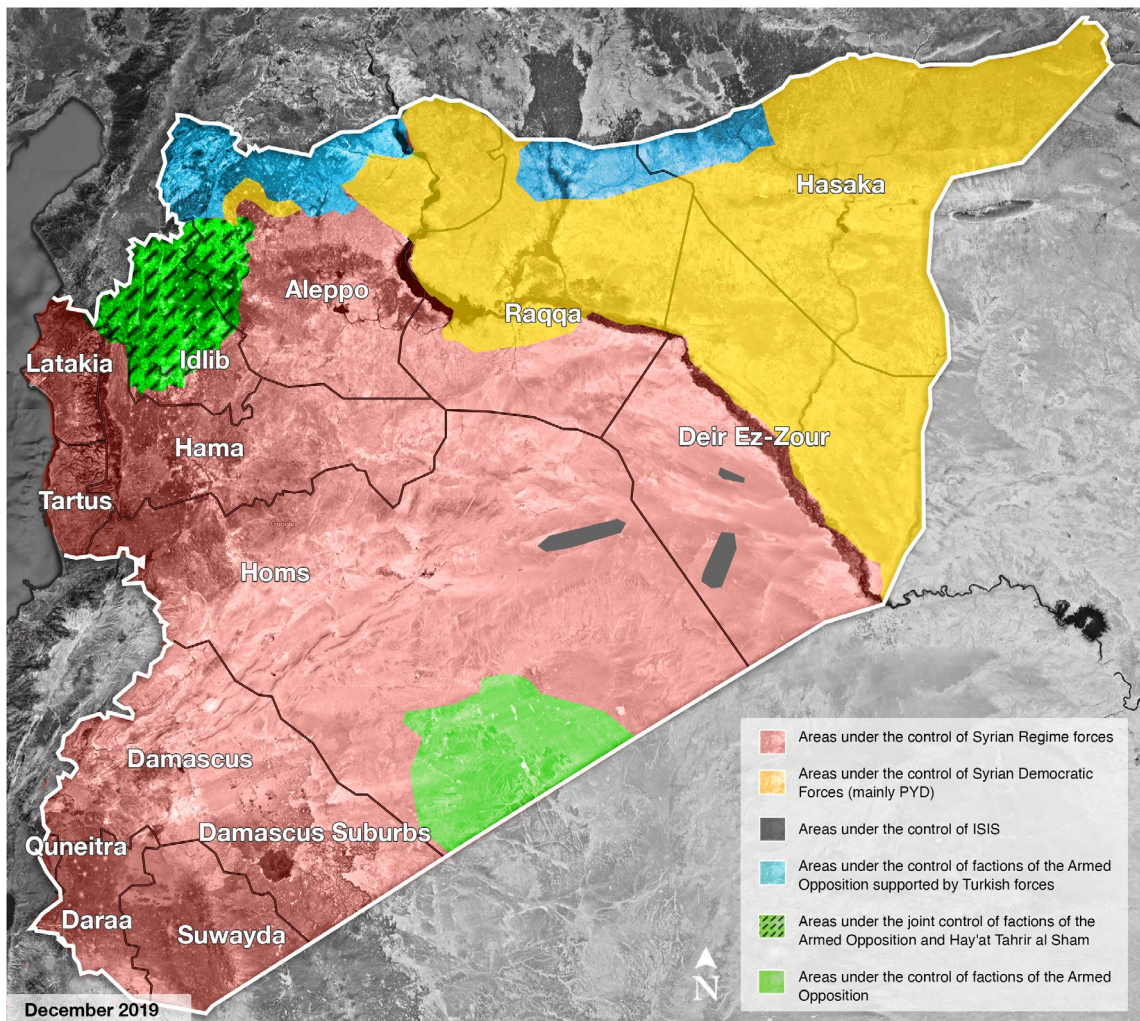 Hasaka
Aleppo
Raqqa
Latakia
Idlib
Deir Ez-Zour
Hama
Tartus
Google
Homs
Damascus
Damascus Suburbs
Quneitra
Daraa
Suwayda
N
December 2019
Areas under the control of Syrian Regime forces
Areas under the control of Syrian Democratic
Forces (mainly PYD)
Areas under the control of ISIS
Areas under the control of factions of the Armed
Opposition supported by Turkish forces
Areas under the joint control of factions of the
Armed Opposition and Hay'at Tahrir al Sham
Areas under the control of factions of the Armed
Opposition